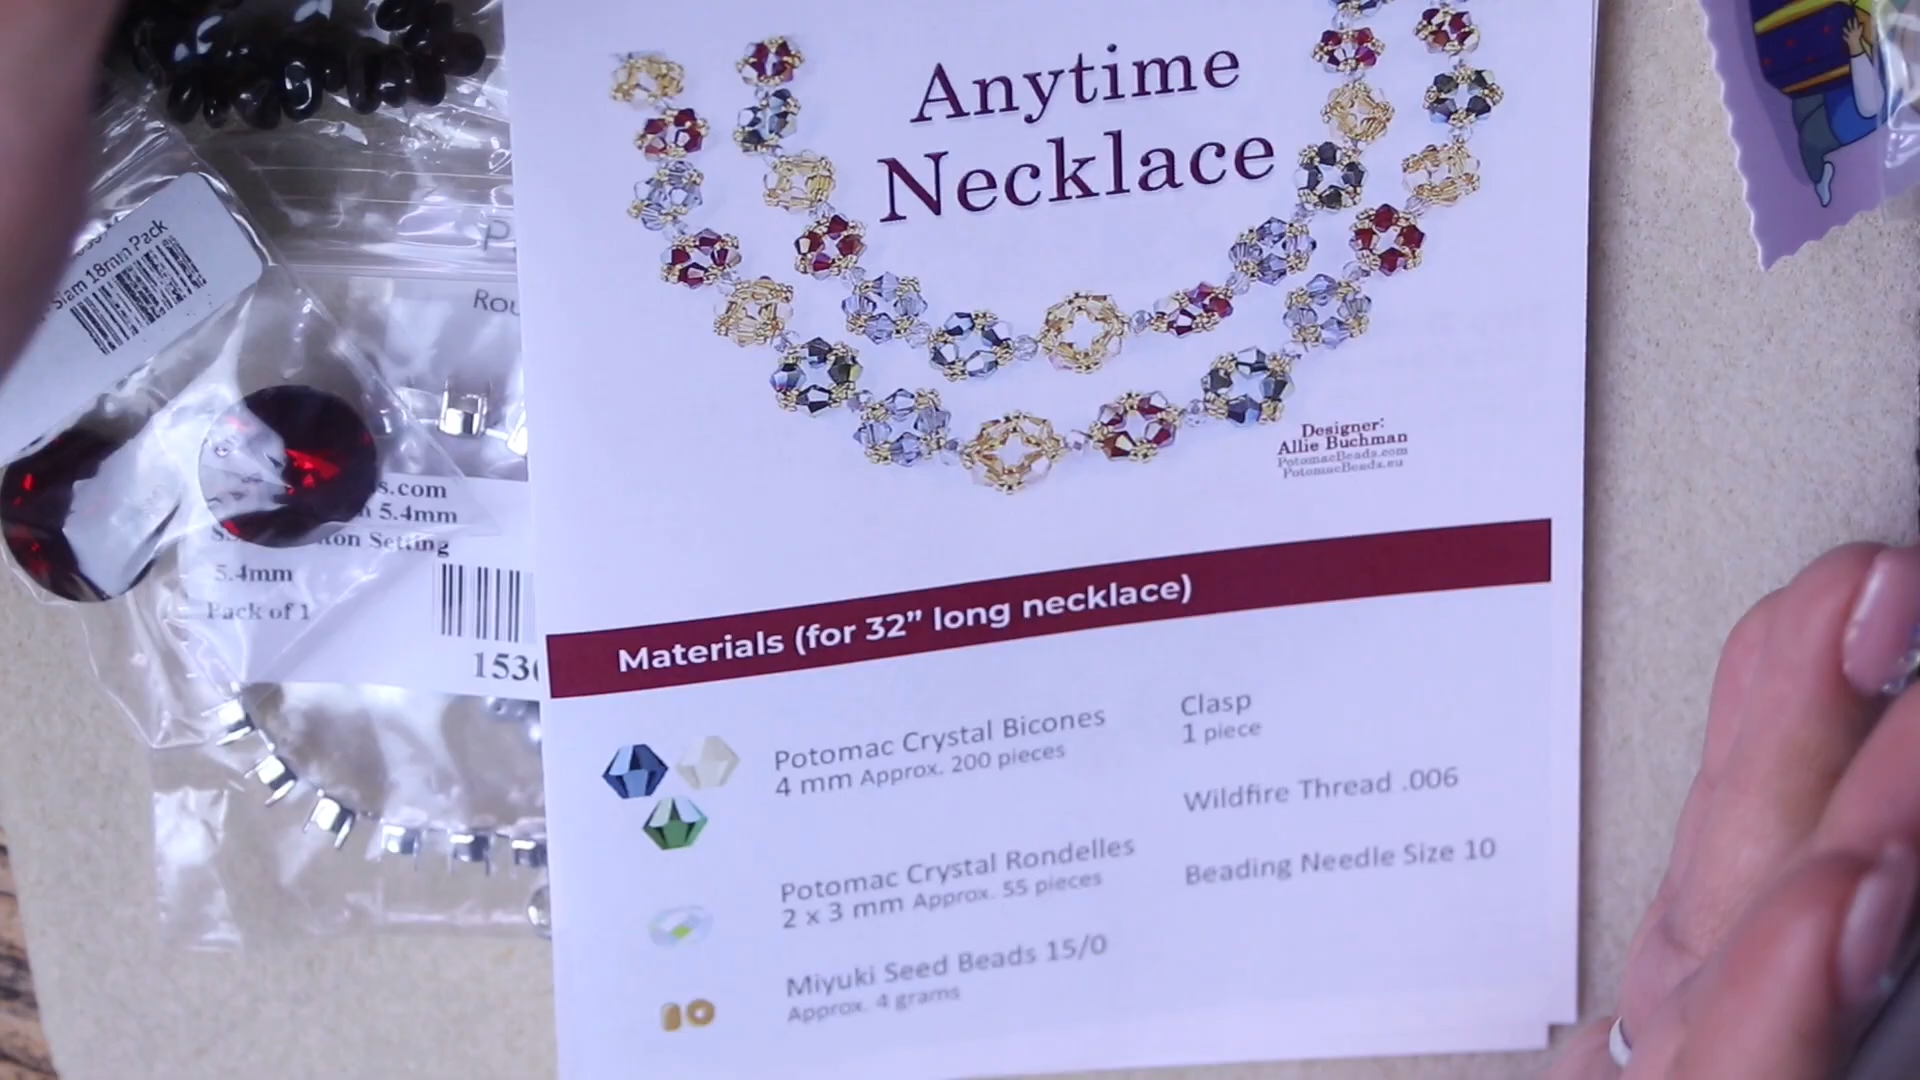 Anytime
Necklace
Designer:
Allie Buchman
PotomacBeads.com
PotomacBeads.eu
Materials (for 32” long necklace)
Potomac Crystal Bicones
4 mm Approx. 200 pieces
Potomac Crystal Rondelles
2 x 3 mm Approx. 55 pieces
Miyuki Seed Beads 15/0
Approx. 4 grams
Clasp
1 piece
Wildfire Thread .006
Beading Needle Size 10
Siam 18mm Pack
s.com
5.4mm
Setting
5.4mm
Pack of 1